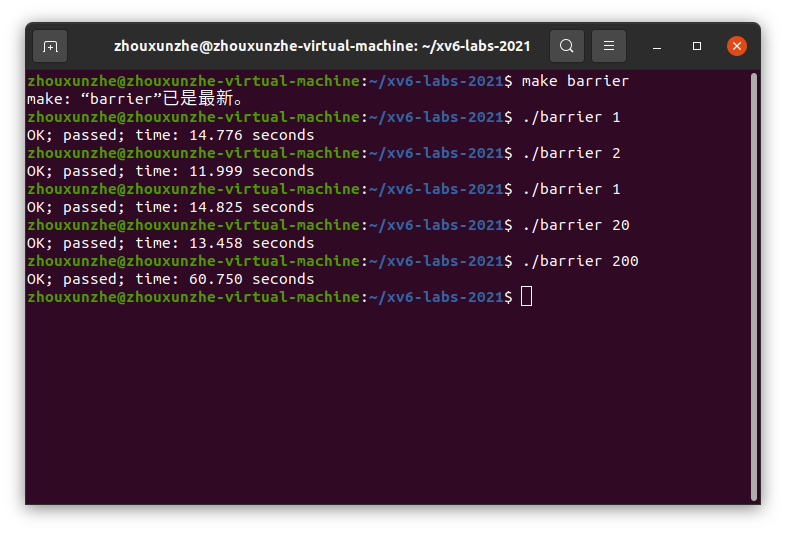 zhouxunzhe@zhouxunzhe-virtual-machine: ~/xv6-labs-2021
zhouxunzhe@zhouxunzhe-virtual-machine:~/xv6-labs-2021$ make barrier
make: “barrier”已是最新。
zhouxunzhe@zhouxunzhe-virtual-machine:~/xv6-labs-2021$ ./barrier 1
OK; passed; time: 14.776 seconds
zhouxunzhe@zhouxunzhe-virtual-machine:~/xv6-labs-2021$ ./barrier 2
OK; passed; time: 11.999 seconds
zhouxunzhe@zhouxunzhe-virtual-machine:~/xv6-labs-2021$ ./barrier 1
OK; passed; time: 14.825 seconds
zhouxunzhe@zhouxunzhe-virtual-machine:~/xv6-labs-2021$ ./barrier 20
OK; passed; time: 13.458 seconds
zhouxunzhe@zhouxunzhe-virtual-machine:~/xv6-labs-2021$ ./barrier 200
OK; passed; time: 60.750 seconds
zhouxunzhe@zhouxunzhe-virtual-machine:~/xv6-labs-2021$